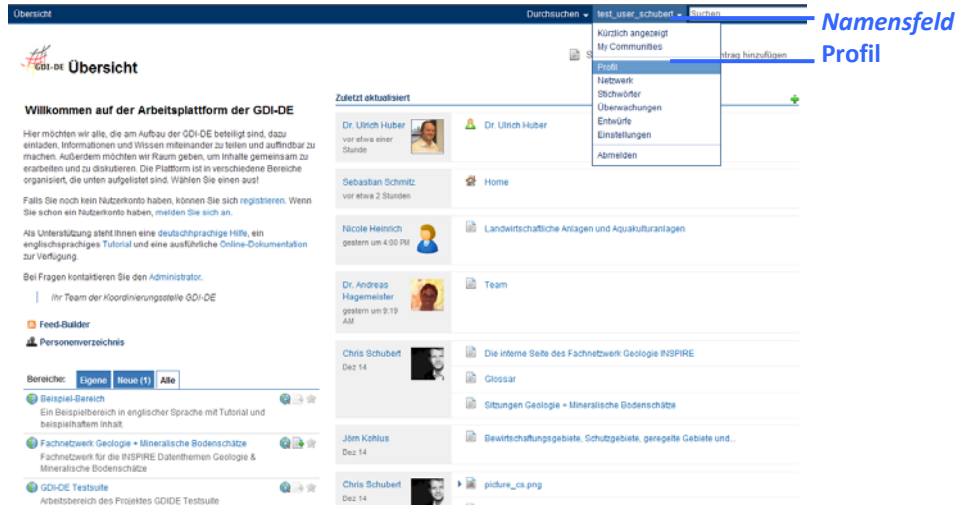 Übersicht
Durchsuchen
test_user_schubert
Suchen
Namensfeld
Profil
Kürzlich angezeigt
My Communities
Profil
Netzwerk
Stichwörter
Überwachungen
Entwürfe
Einstellungen
Abmelden
S
ntrag hinzufügen
GDI-DE Übersicht
Willkommen auf der Arbeitsplattform der GDI-DE
Hier möchten wir alle, die am Aufbau der GDI-DE beteiligt sind, dazu
einladen, Informationen und Wissen miteinander zu teilen und auffindbar zu
machen. Außerdem möchten wir Raum geben, um Inhalte gemeinsam zu
erarbeiten und zu diskutieren. Die Plattform ist in verschiedene Bereiche
organisiert, die unten aufgelistet sind. Wählen Sie einen aus!
Falls Sie noch kein Nutzerkonto haben, können Sie sich registrieren. Wenn
Sie schon ein Nutzerkonto haben, melden Sie sich an.
Als Unterstützung steht Ihnen eine deutschhprachige Hilfe, ein
englischsprachiges Tutorial und eine ausführliche Online-Dokumentation
zur Verfügung.
Bei Fragen kontaktieren Sie den Administrator.
Ihr Team der Koordinierungsstelle GDI-DE
Feed-Builder
Personenverzeichnis
Bereiche: Eigene Neue (1) Alle
Beispiel-Bereich
Ein Beispielbereich in englischer Sprache mit Tutorial und
beispielhaftem Inhalt.
Fachnetzwerk Geologie + Mineralische Bodenschätze
Fachnetzwerk für die INSPIRE Datenthemen Geologie &
Mineralische Bodenschätze
GDI-DE Testsuite
Arbeitsbereich des Projektes GDIDE Testsuite
Zuletzt aktualisiert
Dr. Ulrich Huber
vor etwa einer
Stunde
Dr. Ulrich Huber
Sebastian Schmitz
vor etwa 2 Stunden
Home
Nicole Heinrich
gestern um 4:00 PM
Landwirtschaftliche Anlagen und Aquakulturanlagen
Dr. Andreas
Hagemeister
gestern um 9:19
AM
Team
Chris Schubert
Dez 14
Die interne Seite des Fachnetzwerk Geologie INSPIRE
Glossar
Sitzungen Geologie + Mineralische Bodenschätze
Jörn Kohlus
Dez 14
Bewirtschaftungsgebiete, Schutzgebiete, geregelte Gebiete und...
Chris Schubert
Dez 14
picture_cs.png